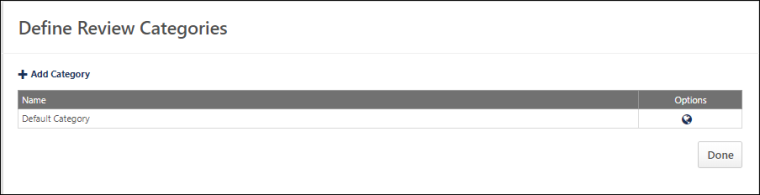 Define Review Categories
Add Category
Name Options
Default Category
Done